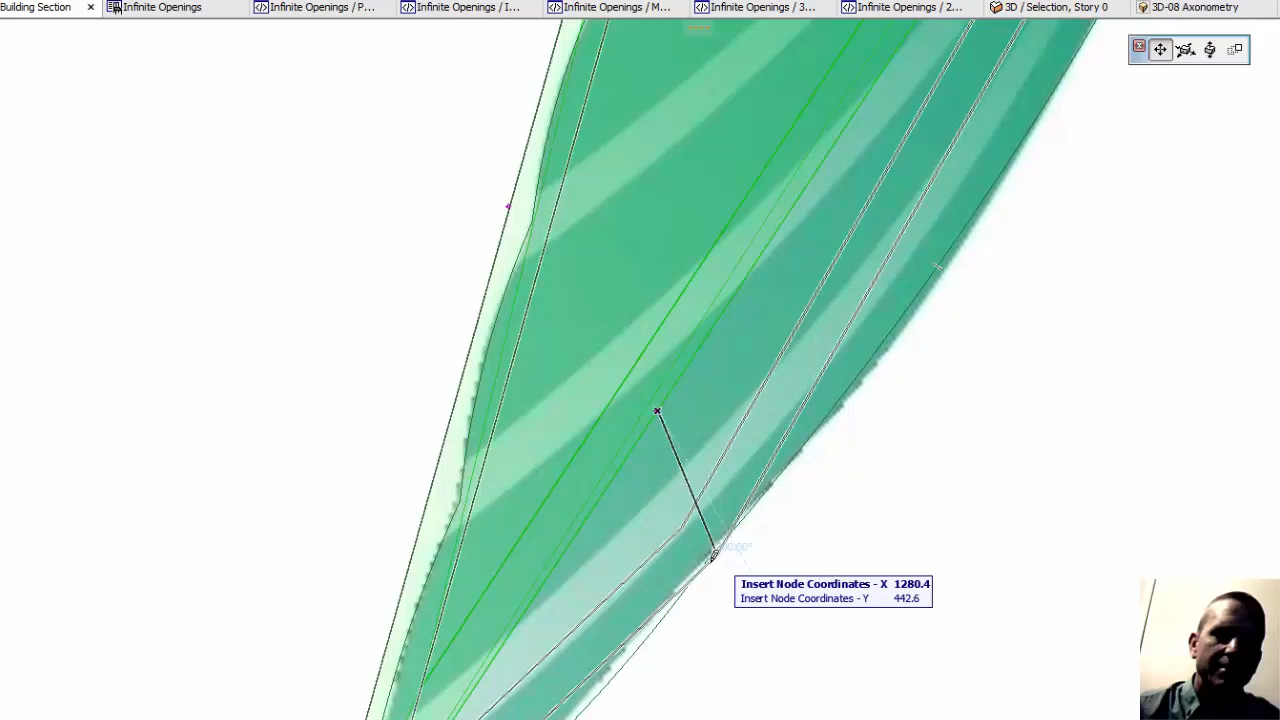 Building Section
Infinite Openings
Infinite Openings / P...
Infinite Openings / I...
Infinite Openings / M...
Infinite Openings / 3...
Infinite Openings / 2...
3D / Selection, Story 0
3D-08 Axonometry
Insert Node Coordinates - X 1280.4
Insert Node Coordinates - Y 442.6